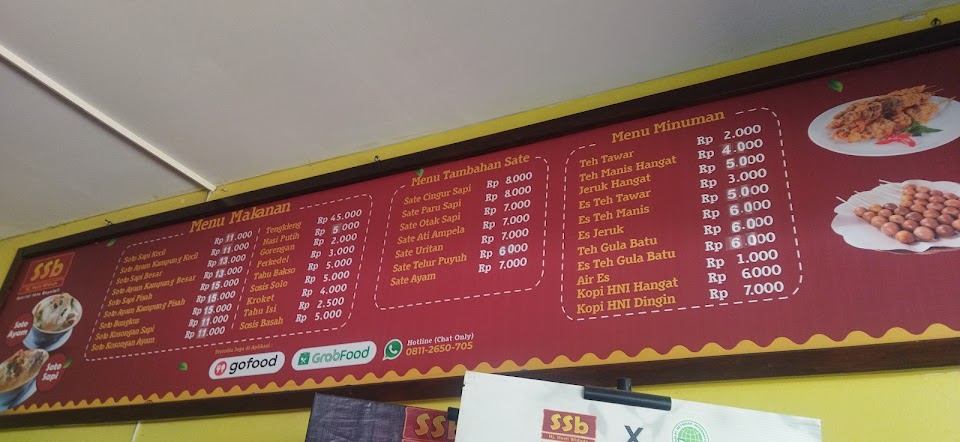 SSb
Soto Ayam
Soto Sapi
Menu Makanan
Soto Sapi Kecil Rp 11.000
Soto Ayam Kampung Kecil Rp 11.000
Soto Sapi Besar Rp 13.000
Soto Ayam Kampung Besar Rp 13.000
Soto Sapi Pisah Rp 15.000
Soto Ayam Kampung Pisah Rp 15.000
Soto Bungkus Rp 15.000
Soto Kosongan Sapi Rp 11.000
Soto Kosongan Ayam Rp 11.000
Tengkleng Rp 45.000
Nasi Putih Rp 5.000
Gorengan Rp 2.000
Perkedel Rp 3.000
Tahu Bakso Rp 5.000
Sosis Solo Rp 5.000
Kroket Rp 4.000
Tahu Isi Rp 2.500
Sosis Basah Rp 5.000
Menu Tambahan Sate
Sate Cingur Sapi Rp 8.000
Sate Paru Sapi Rp 8.000
Sate Otak Sapi Rp 7.000
Sate Ati Ampela Rp 7.000
Sate Uritan Rp 7.000
Sate Telur Puyuh Rp 6.000
Sate Ayam Rp 7.000
Menu Minuman
Teh Tawar Rp 2.000
Teh Manis Hangat Rp 4.000
Jeruk Hangat Rp 5.000
Es Teh Tawar Rp 3.000
Es Teh Manis Rp 5.000
Es Jeruk Rp 6.000
Teh Gula Batu Rp 6.000
Es Teh Gula Batu Rp 6.000
Air Es Rp 1.000
Kopi HNI Hangat Rp 6.000
Kopi HNI Dingin Rp 7.000
Tersedia Juga di Aplikasi :
gofood
GrabFood
Hotline (Chat Only)
0811-2650-705
SSb
SSb
X